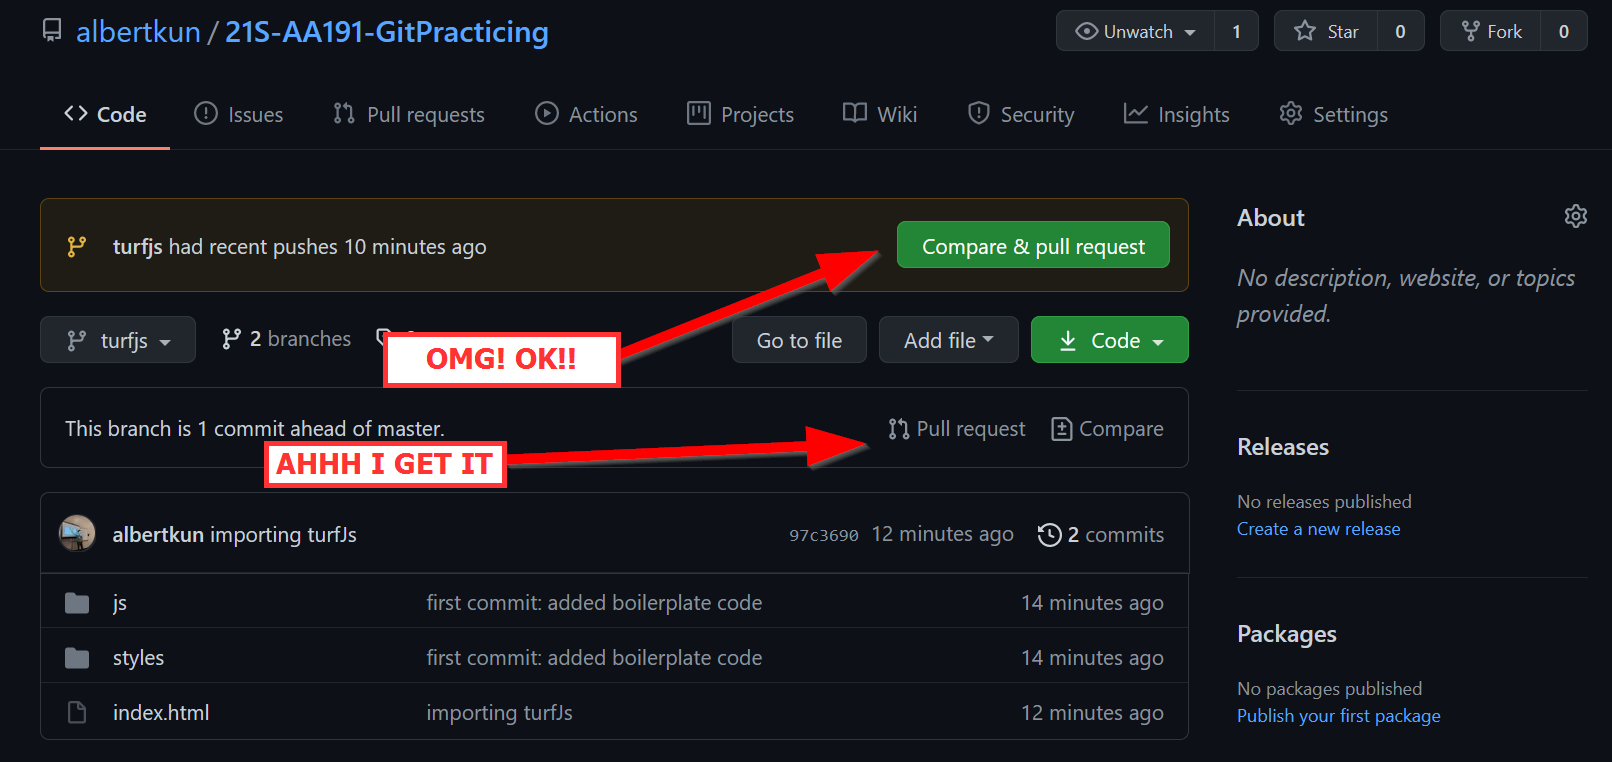 albertkun / 21S-AA191-GitPracticing
Unwatch 1 Star 0 Fork 0
Code Issues Pull requests Actions Projects Wiki Security Insights Settings
turfjs had recent pushes 10 minutes ago Compare & pull request
turfjs 2 branches Go to file Add file Code
OMG! OK!!
This branch is 1 commit ahead of master. Pull request Compare
AHHH I GET IT
albertkun importing turfJs 97c3690 12 minutes ago 2 commits
js first commit: added boilerplate code 14 minutes ago
styles first commit: added boilerplate code 14 minutes ago
index.html importing turfJs 12 minutes ago
About
No description, website, or topics
provided.
Releases
No releases published
Create a new release
Packages
No packages published
Publish your first package